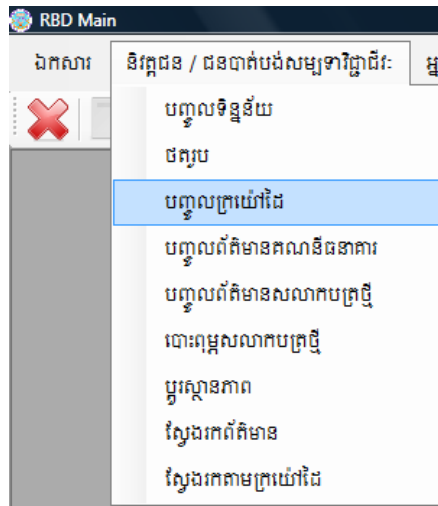 RBD Main
ឯកសារ និវត្តជន / ជនបាត់បង់សម្បទាវិជ្ជាជីវៈ
បញ្ចូលទិន្នន័យ
ថតរូប
បញ្ចូលក្រយ៉ៅដៃ
បញ្ចូលព័ត៌មានគណនីធនាគារ
បញ្ចូលព័ត៌មានសលាកបត្រថ្មី
បោះពុម្ភសលាកបត្រថ្មី
ប្ដូរស្ថានភាព
ស្វែងរកព័ត៌មាន
ស្វែងរកតាមក្រយ៉ៅដៃ